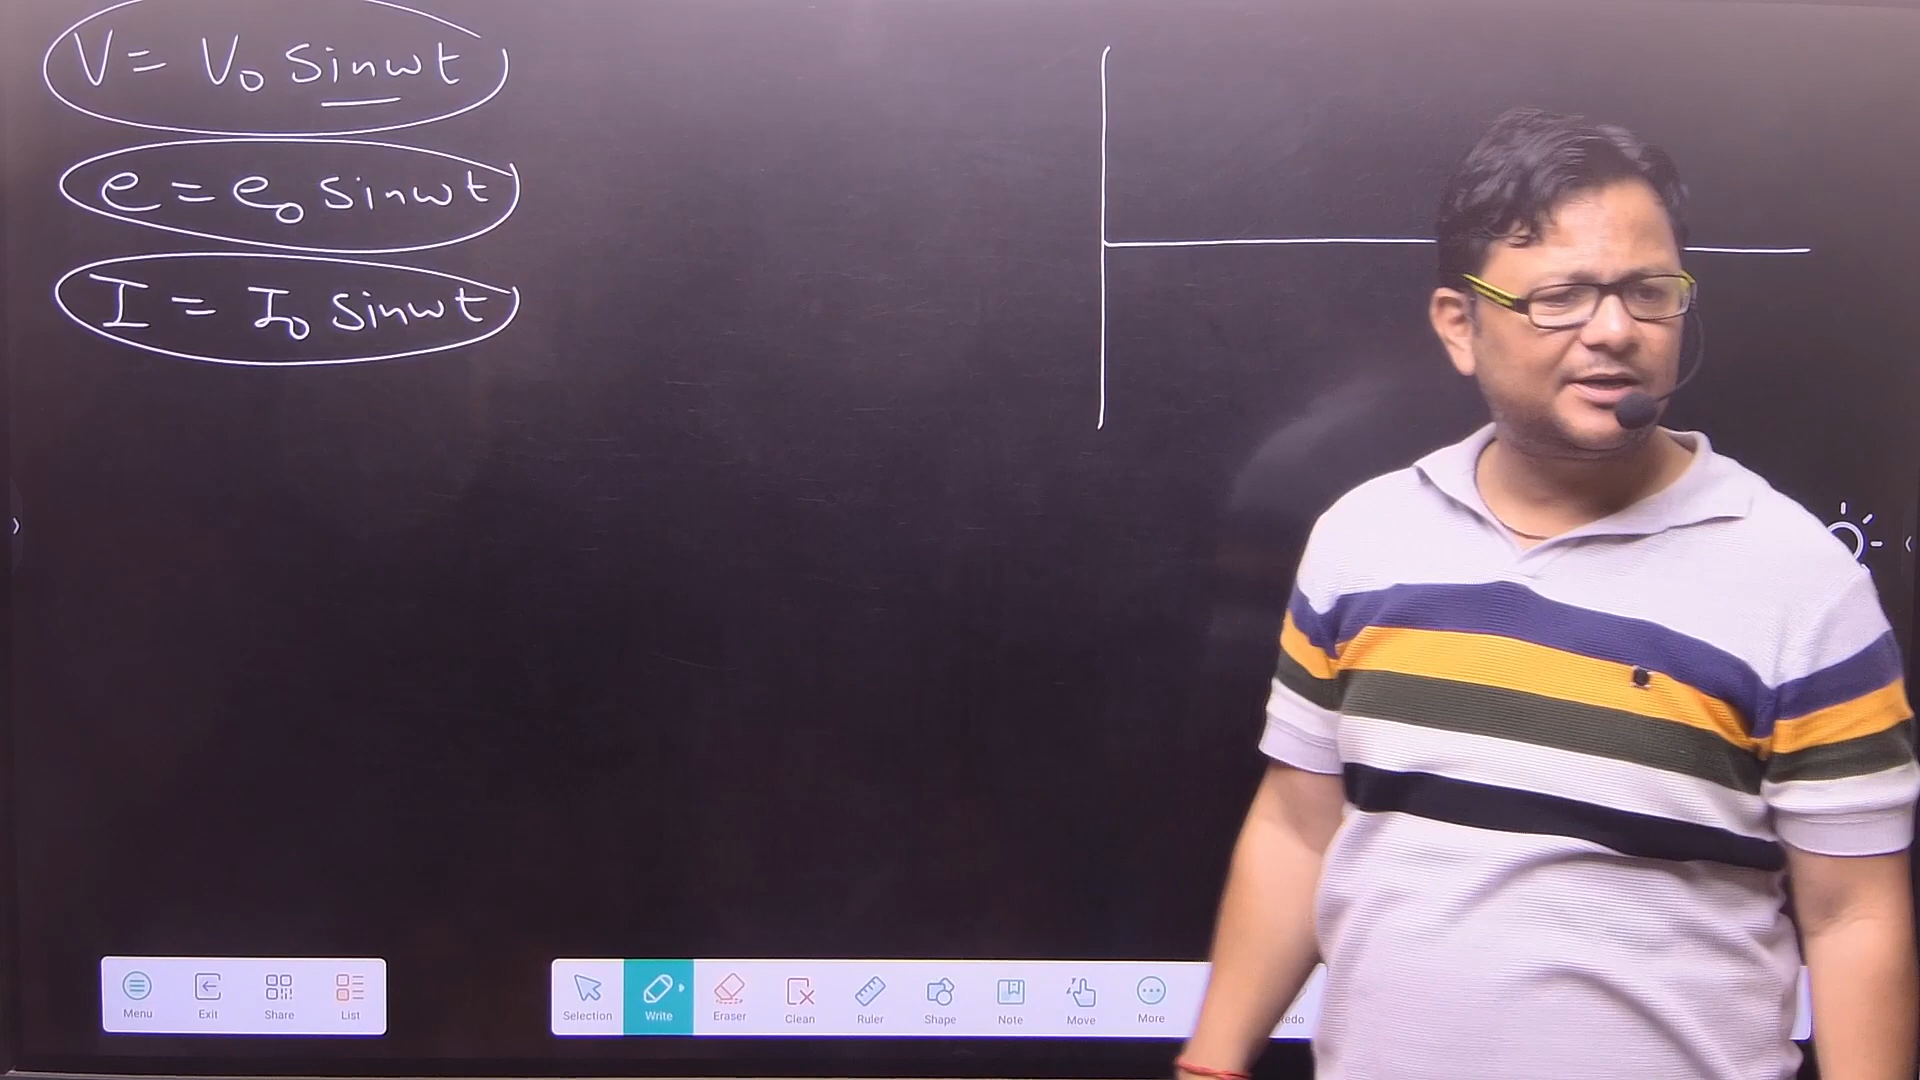 V = V₀ sinωt
e = e₀ sinωt
I = I₀ sinωt
Menu Exit Share List
Selection Write Eraser Clean Ruler Shape Note Move More Redo